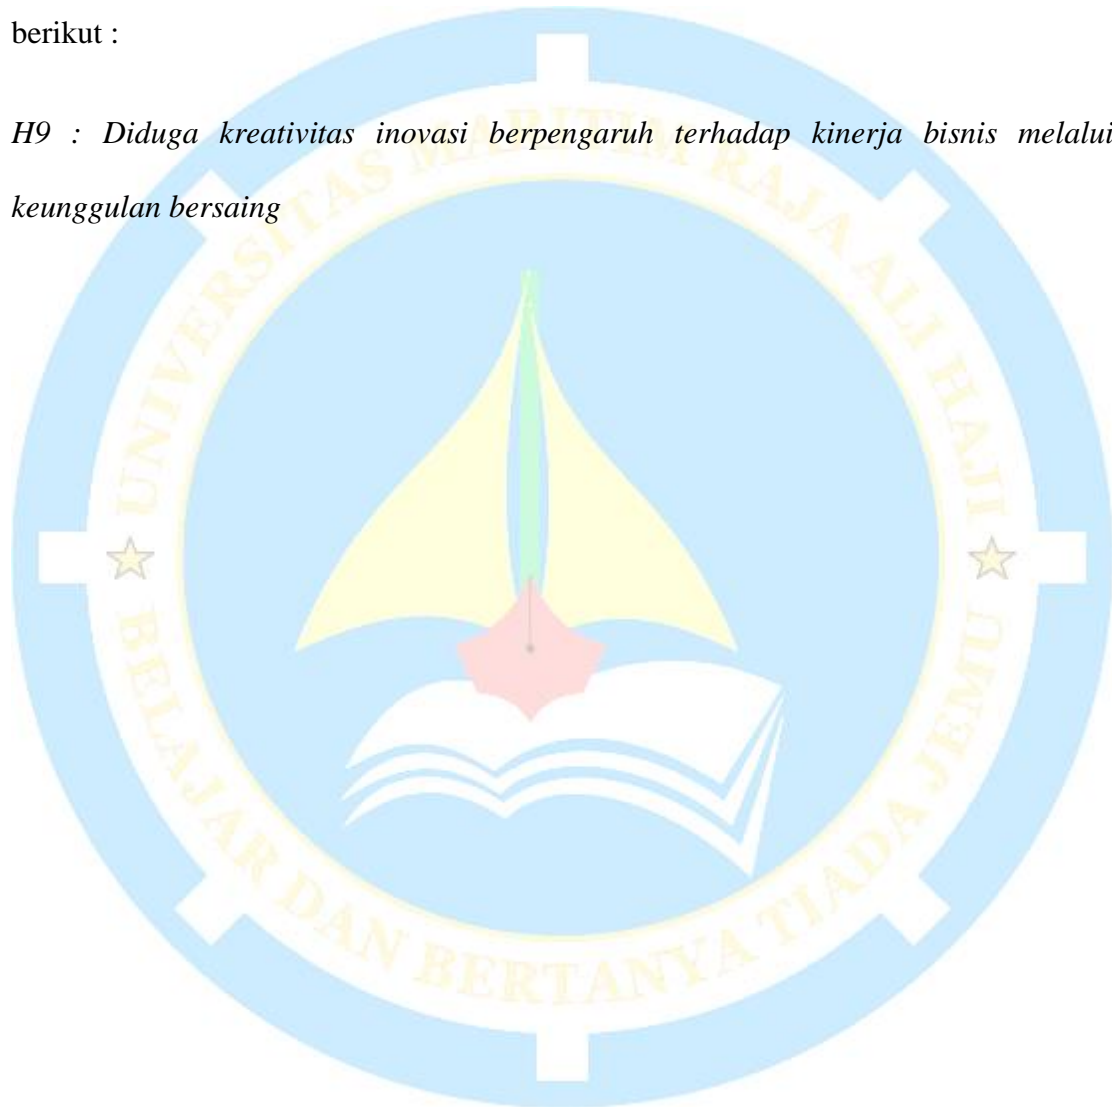 berikut :
H9 : Diduga kreativitas inovasi berpengaruh terhadap kinerja bisnis melalui
keunggulan bersaing
UNIVERSITAS MARITIM RAJA ALI HAJI
BELAJAR DAN BERTANYA TIADA JEMU